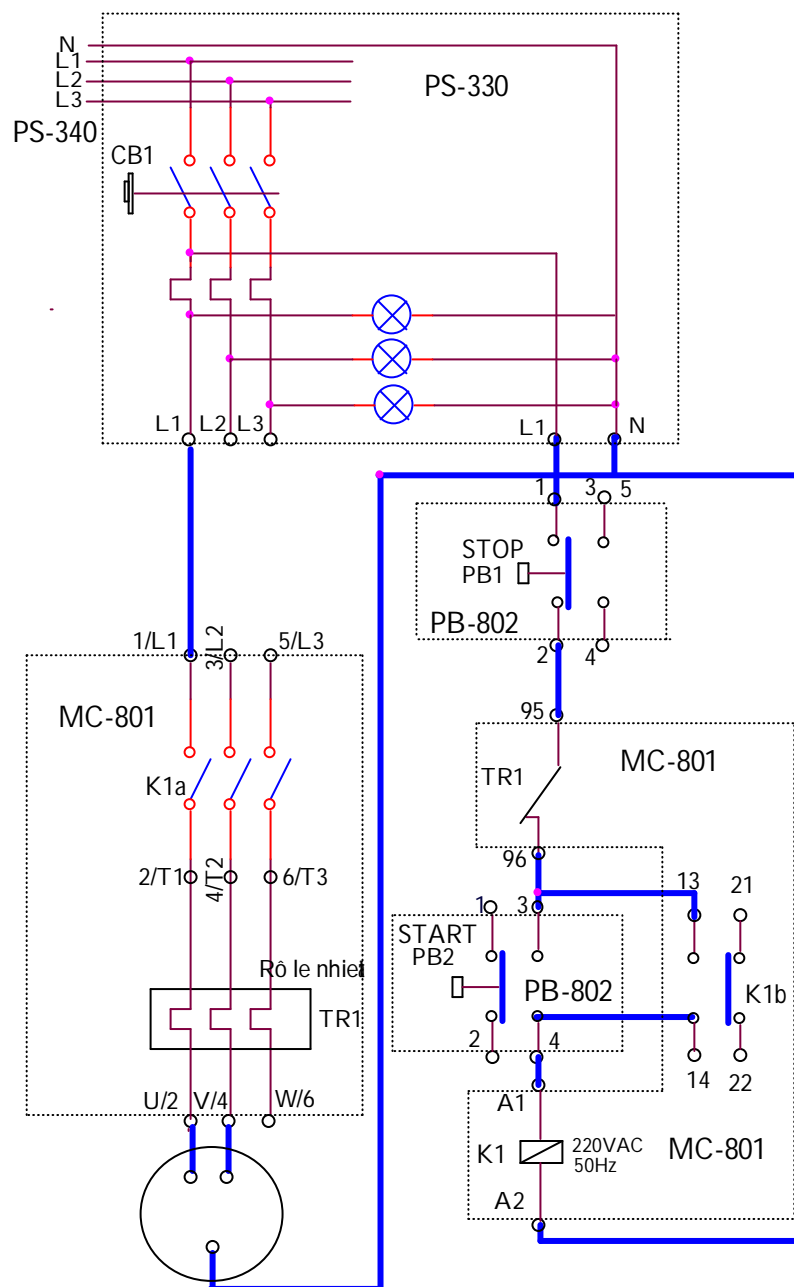 N
L1
L2
L3
PS-340
PS-330
CB1
L1 L2 L3
L1 N
1 3 5
STOP
PB1
PB-802
2 4
1/L1 3/L2 5/L3
MC-801
K1a
2/T1 4/T2 6/T3
95
TR1
MC-801
96
13 21
1 3
START
PB2
PB-802
K1b
2 4
14 22
Rô le nhiet
TR1
U/2 V/4 W/6
A1
K1
220VAC
50Hz
MC-801
A2